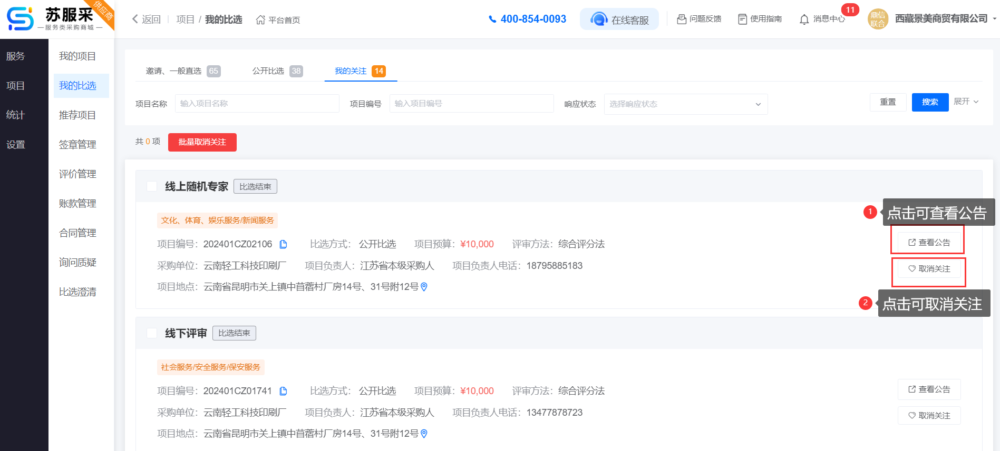 苏服采
—服务类采购商城—
供应商
返回 | 项目 / 我的比选 平台首页
400-854-0093 在线客服 问题反馈 使用指南 消息中心 11 鼎信联合 西藏景美商贸有限公司
服务
项目
统计
设置
我的项目
我的比选
推荐项目
签章管理
评价管理
账款管理
合同管理
询问质疑
比选澄清
邀请、一般直选 65 公开比选 38 我的关注 14
项目名称 输入项目名称 项目编号 输入项目编号 响应状态 选择响应状态 重置 搜索 展开
共 0 项 批量取消关注
线上随机专家 比选结束
文化、体育、娱乐服务/新闻服务
1 点击可查看公告
项目编号: 202401CZ02106 比选方式: 公开比选 项目预算: ¥10,000 评审方法: 综合评分法 查看公告
采购单位: 云南轻工科技印刷厂 项目负责人: 江苏省本级采购人 项目负责人电话: 18795885183 取消关注
项目地点: 云南省昆明市关上镇中苜蓿村厂房14号、31号附12号
2 点击可取消关注
线下评审 比选结束
社会服务/安全服务/保安服务
项目编号: 202401CZ01741 比选方式: 公开比选 项目预算: ¥10,000 评审方法: 综合评分法 查看公告
采购单位: 云南轻工科技印刷厂 项目负责人: 江苏省本级采购人 项目负责人电话: 13477878723 取消关注
项目地点: 云南省昆明市关上镇中苜蓿村厂房14号、31号附12号